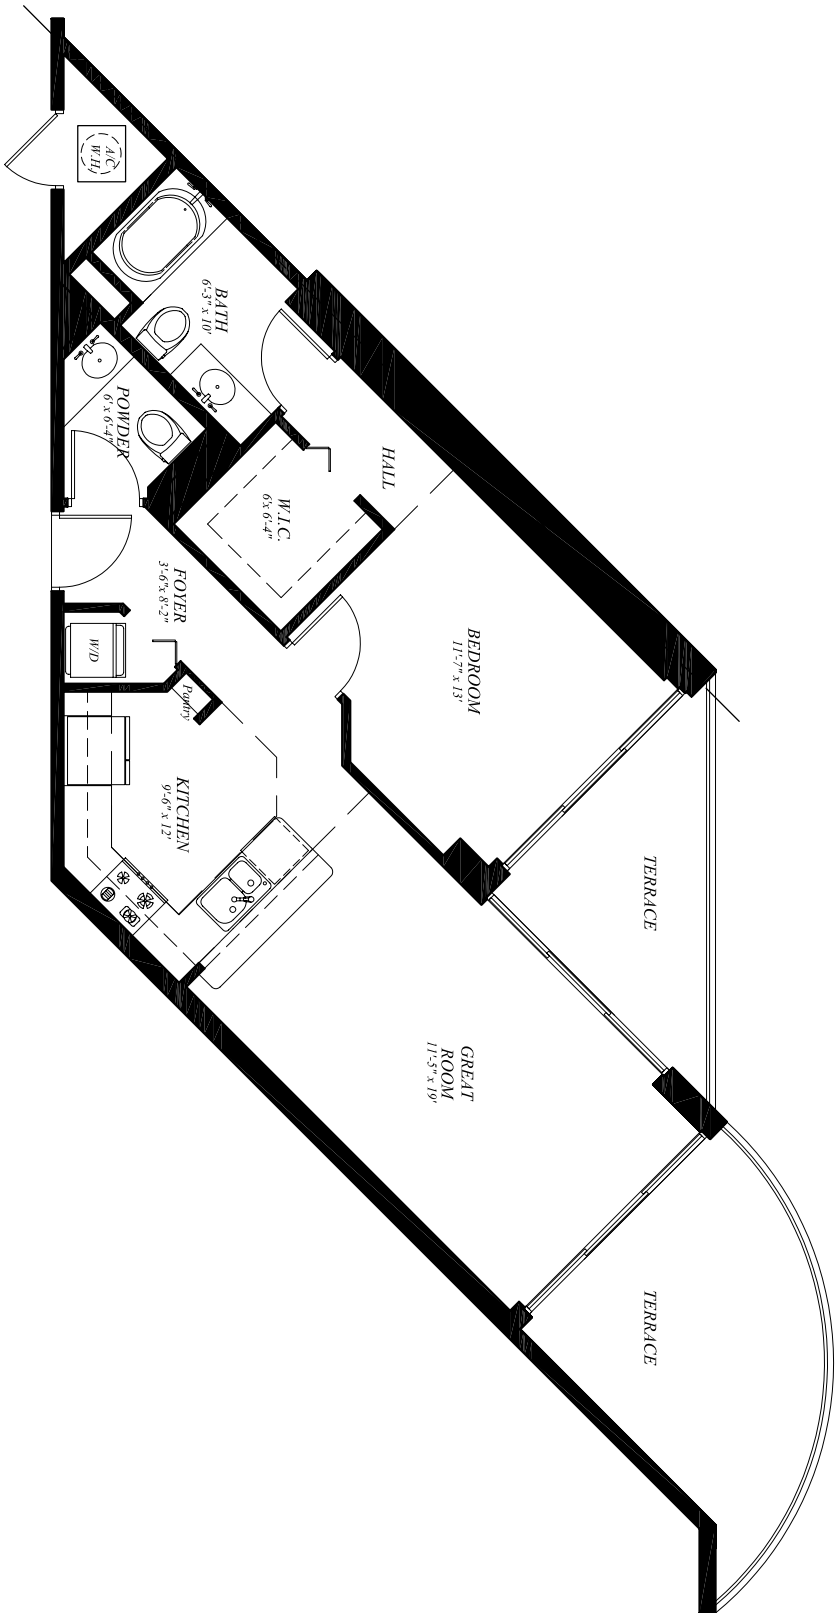 A/C
W.H.
BATH
6'-3" x 10'
POWDER
6' x 6'-4"
HALL
W.I.C.
6' x 6'-4"
FOYER
3'-6" x 8'-2"
W/D
Pantry
BEDROOM
11'-7" x 13'
KITCHEN
9'-6" x 12'
TERRACE
GREAT
ROOM
11'-5" x 19'
TERRACE